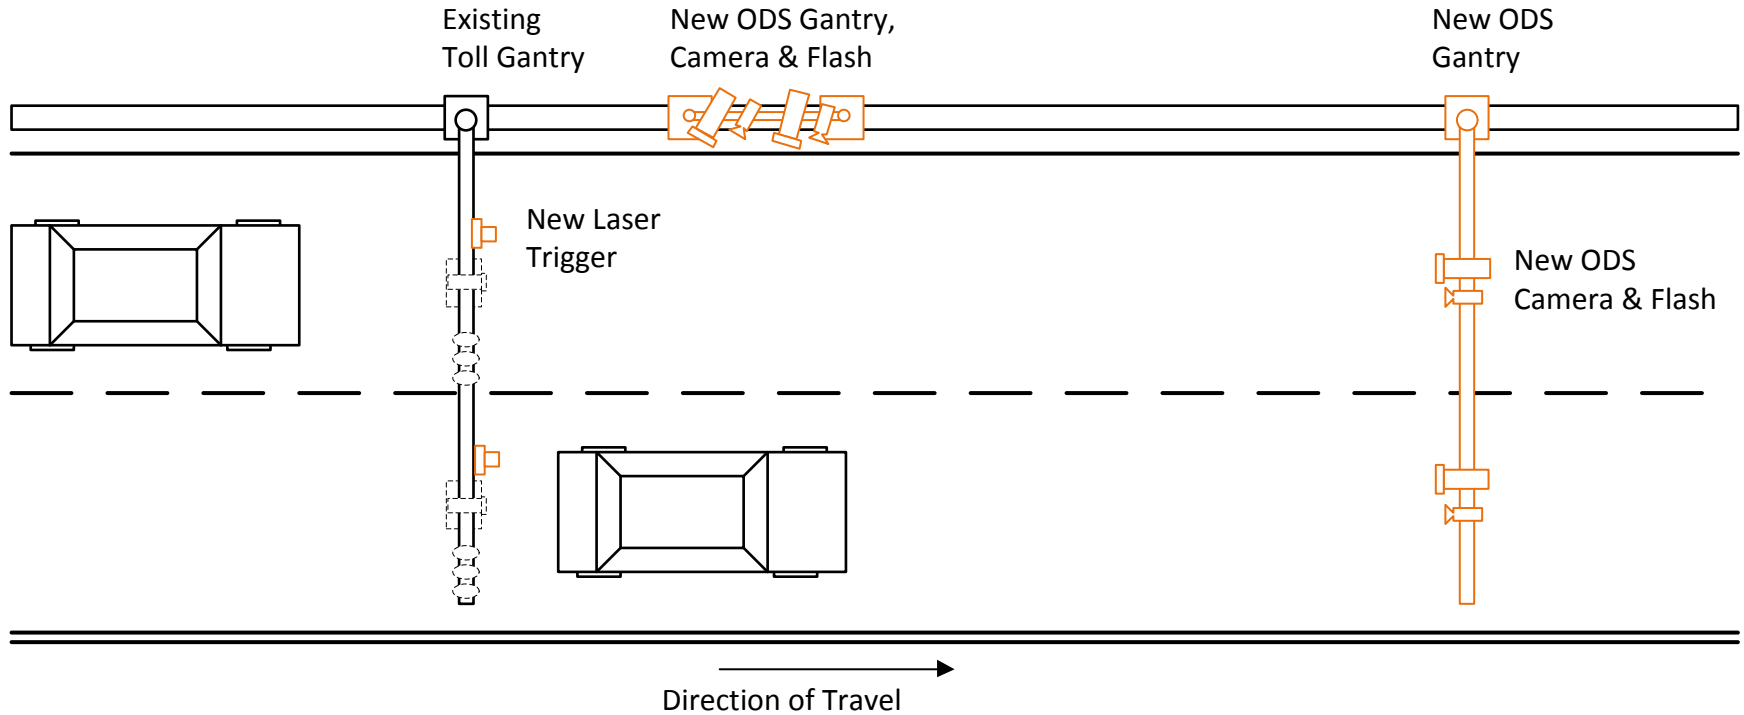 Existing
Toll Gantry
New ODS Gantry,
Camera & Flash
New ODS
Gantry
New Laser
Trigger
New ODS
Camera & Flash
Direction of Travel